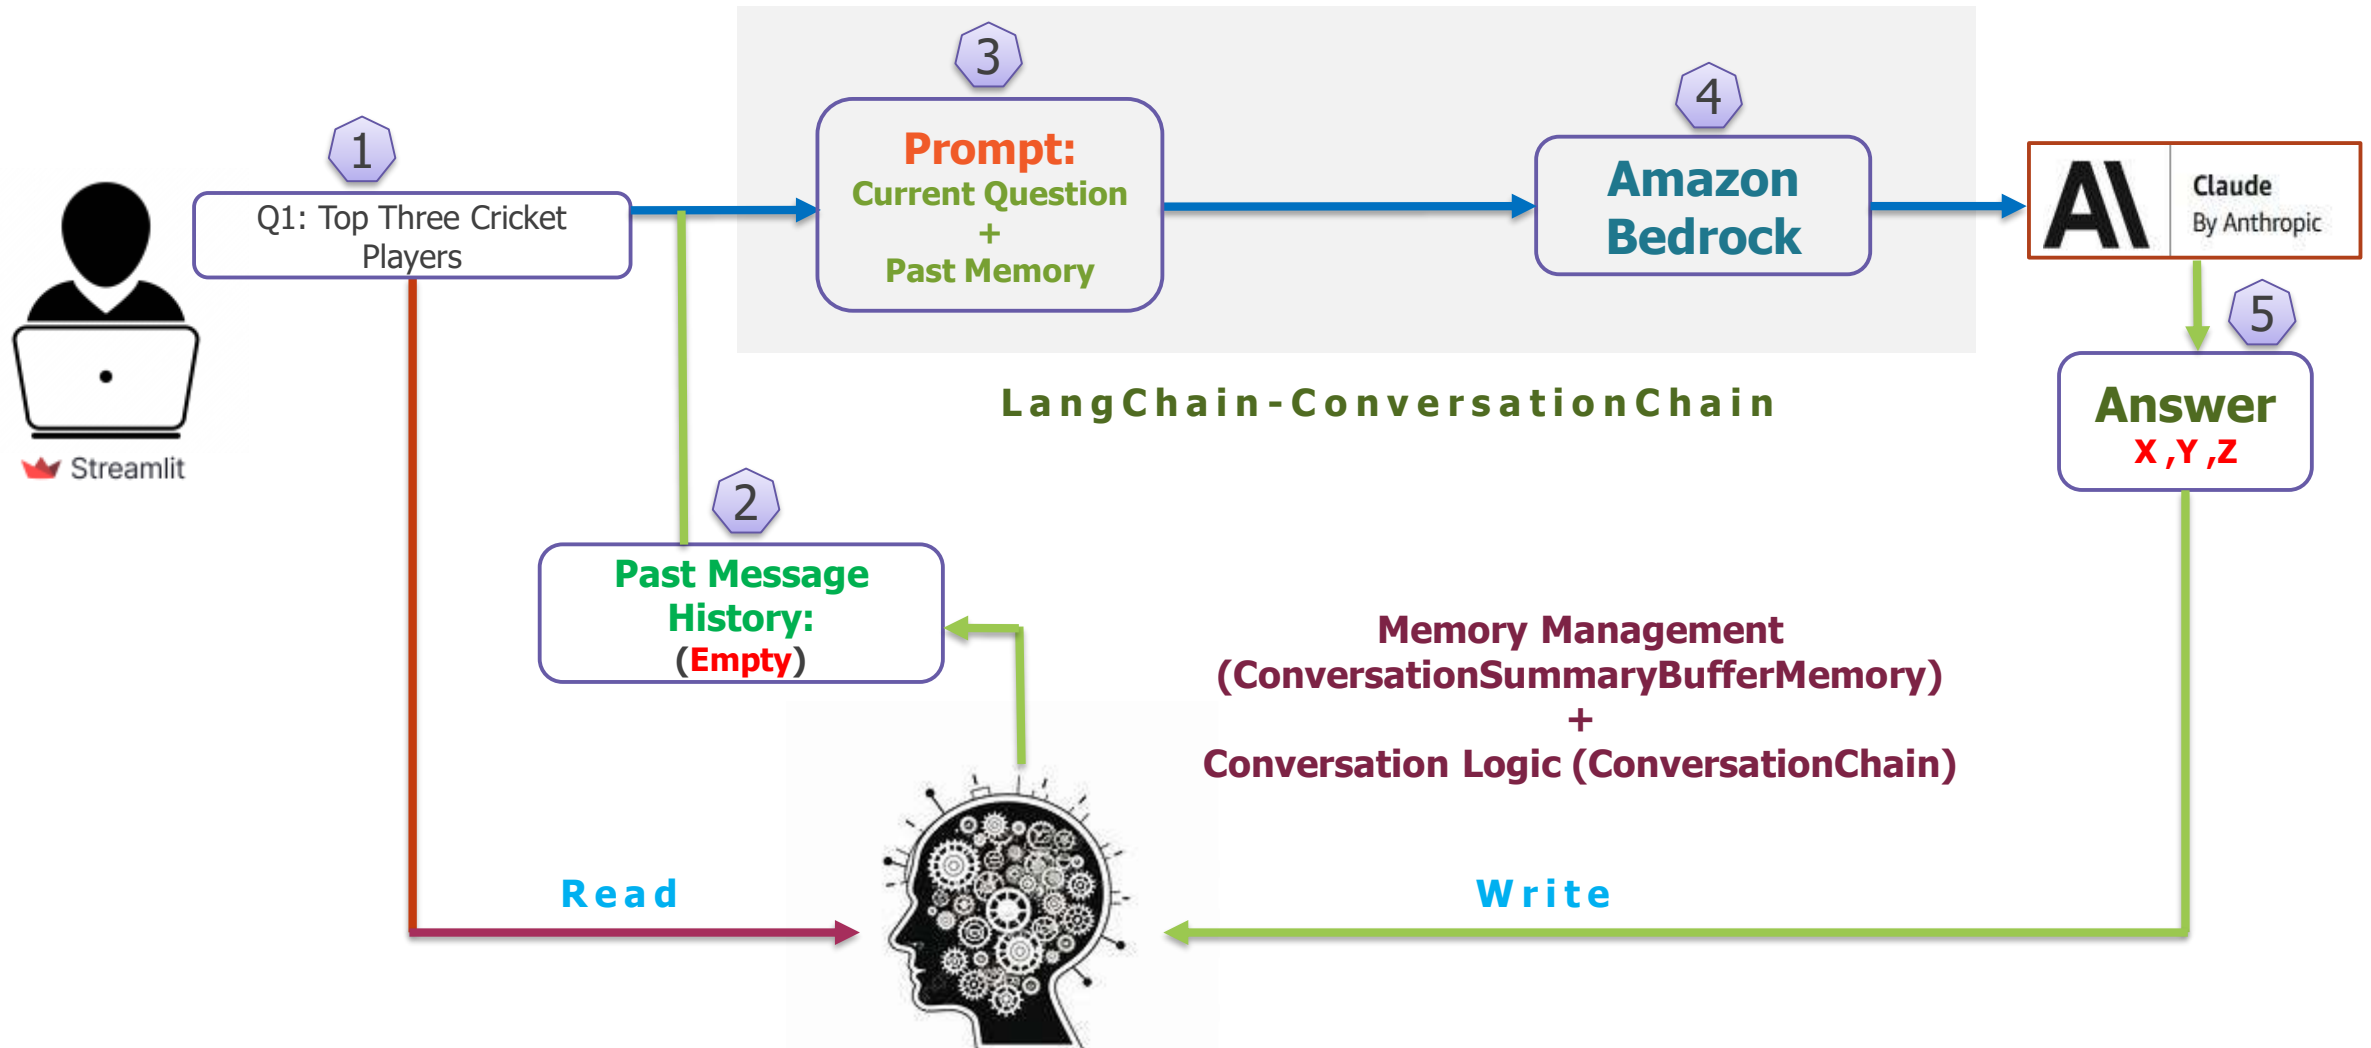 1
Q1: Top Three Cricket
Players
Streamlit
2
Past Message
History:
(Empty)
3
Prompt:
Current Question
+
Past Memory
4
Amazon
Bedrock
AI
Claude
By Anthropic
5
Answer
X ,Y ,Z
LangChain-ConversationChain
Memory Management
(ConversationSummaryBufferMemory)
+
Conversation Logic (ConversationChain)
Read
Write